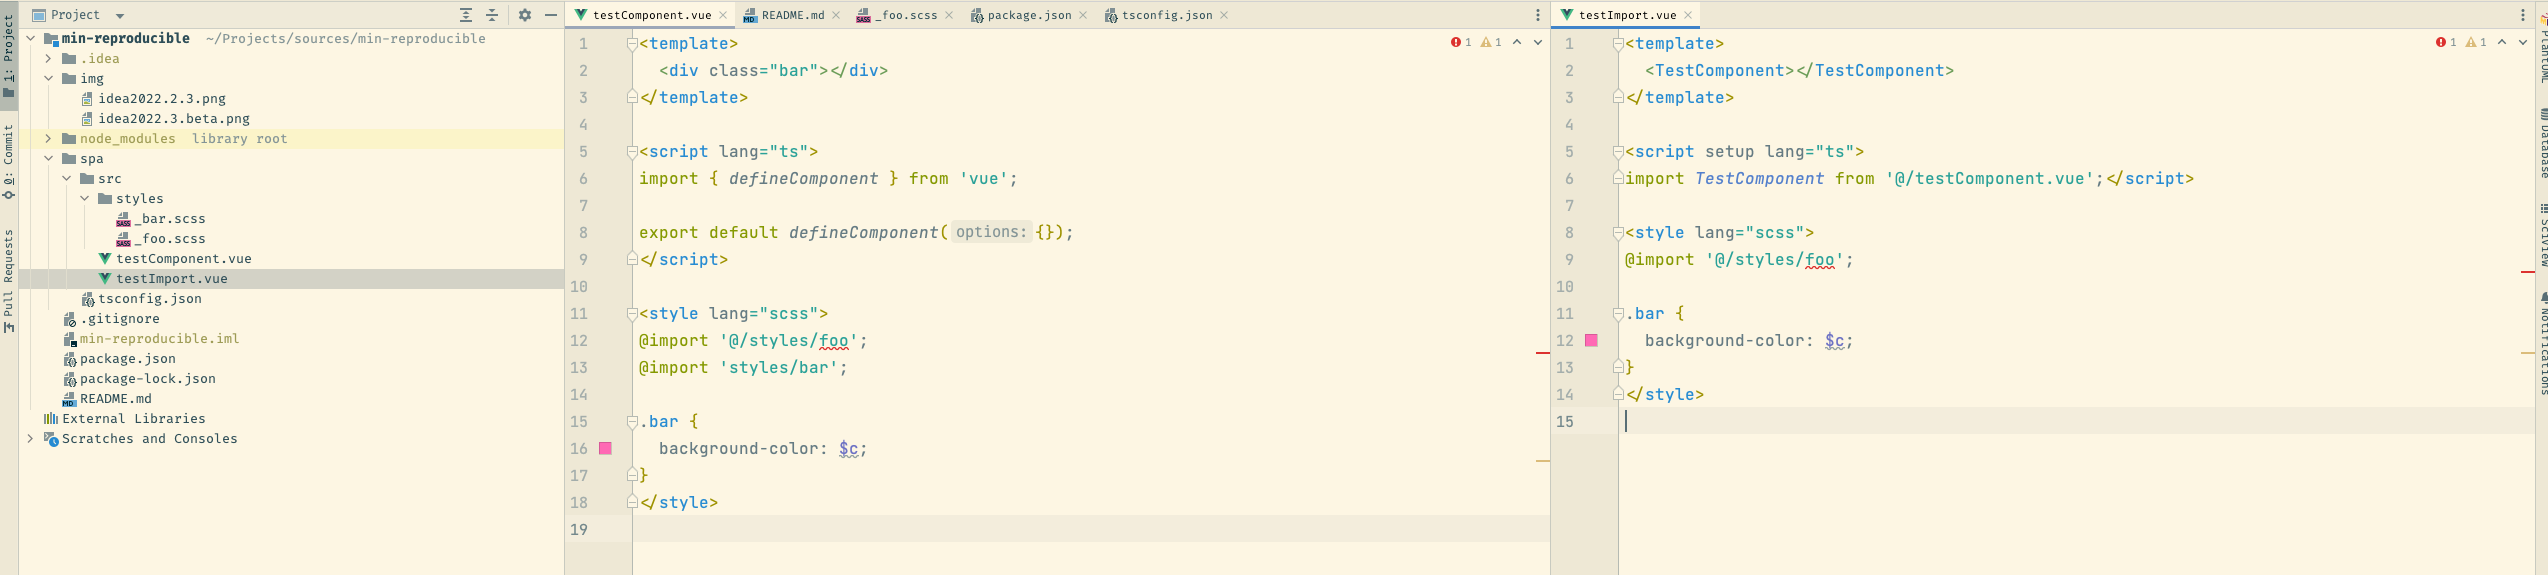 1: Project
0: Commit
Pull Requests
Project
min-reproducible ~/Projects/sources/min-reproducible
.idea
img
idea2022.2.3.png
idea2022.3.beta.png
node_modules library root
spa
src
styles
_bar.scss
_foo.scss
testComponent.vue
testImport.vue
tsconfig.json
.gitignore
min-reproducible.iml
package.json
package-lock.json
README.md
External Libraries
Scratches and Consoles
testComponent.vue README.md _foo.scss package.json tsconfig.json
1 1
1 <template>
2 <div class="bar"></div>
3 </template>
4
5 <script lang="ts">
6 import { defineComponent } from 'vue';
7
8 export default defineComponent( options: {});
9 </script>
10
11 <style lang="scss">
12 @import '@/styles/foo';
13 @import 'styles/bar';
14
15 .bar {
16 background-color: $c;
17 }
18 </style>
19
testImport.vue
1 1
1 <template>
2 <TestComponent></TestComponent>
3 </template>
4
5 <script setup lang="ts">
6 import TestComponent from '@/testComponent.vue';</script>
7
8 <style lang="scss">
9 @import '@/styles/foo';
10
11 .bar {
12 background-color: $c;
13 }
14 </style>
15
PlantUML
Database
SciView
Notifications